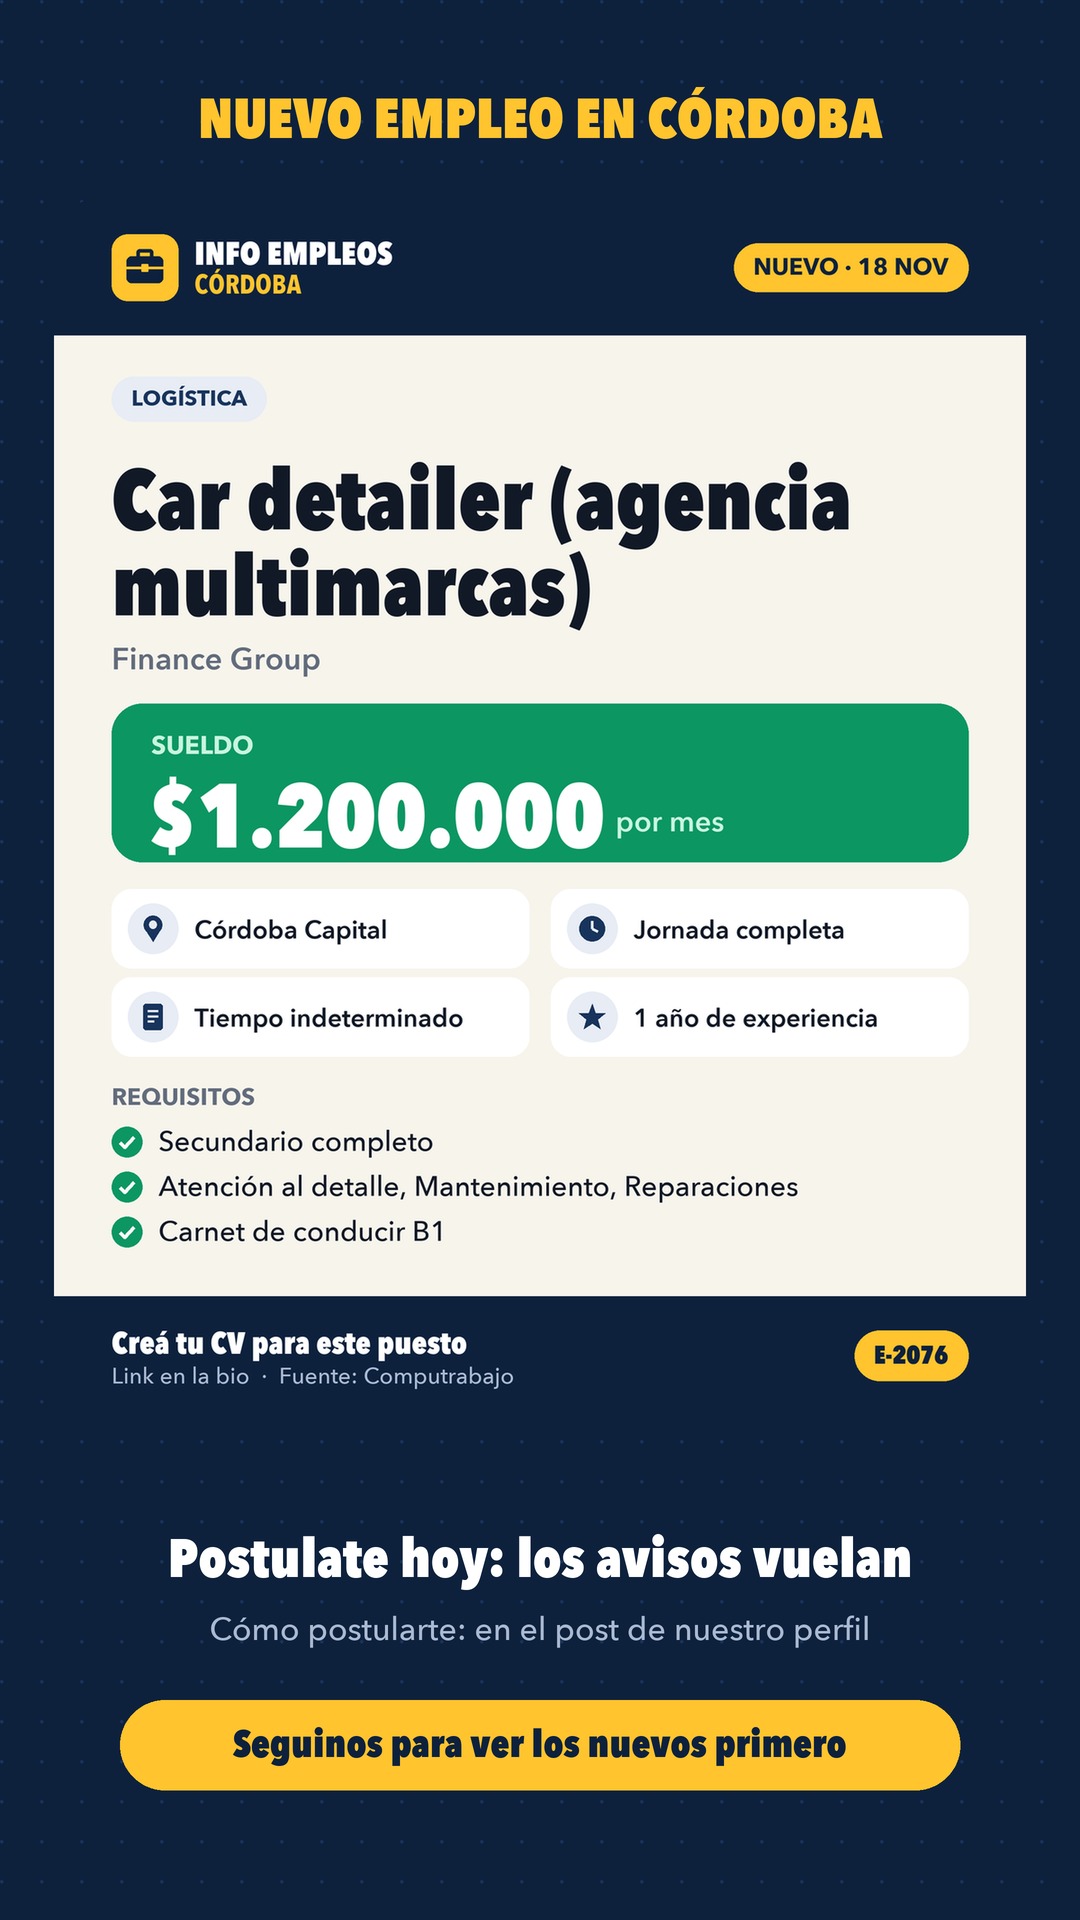 NUEVO EMPLEO EN CÓRDOBA
INFO EMPLEOS
CÓRDOBA
NUEVO · 18 NOV
LOGÍSTICA
Car detailer (agencia
multimarcas)
Finance Group
SUELDO
$1.200.000 por mes
Córdoba Capital
Jornada completa
Tiempo indeterminado
1 año de experiencia
REQUISITOS
Secundario completo
Atención al detalle, Mantenimiento, Reparaciones
Carnet de conducir B1
Creá tu CV para este puesto
Link en la bio · Fuente: Computrabajo
E-2076
Postulate hoy: los avisos vuelan
Cómo postularte: en el post de nuestro perfil
Seguinos para ver los nuevos primero